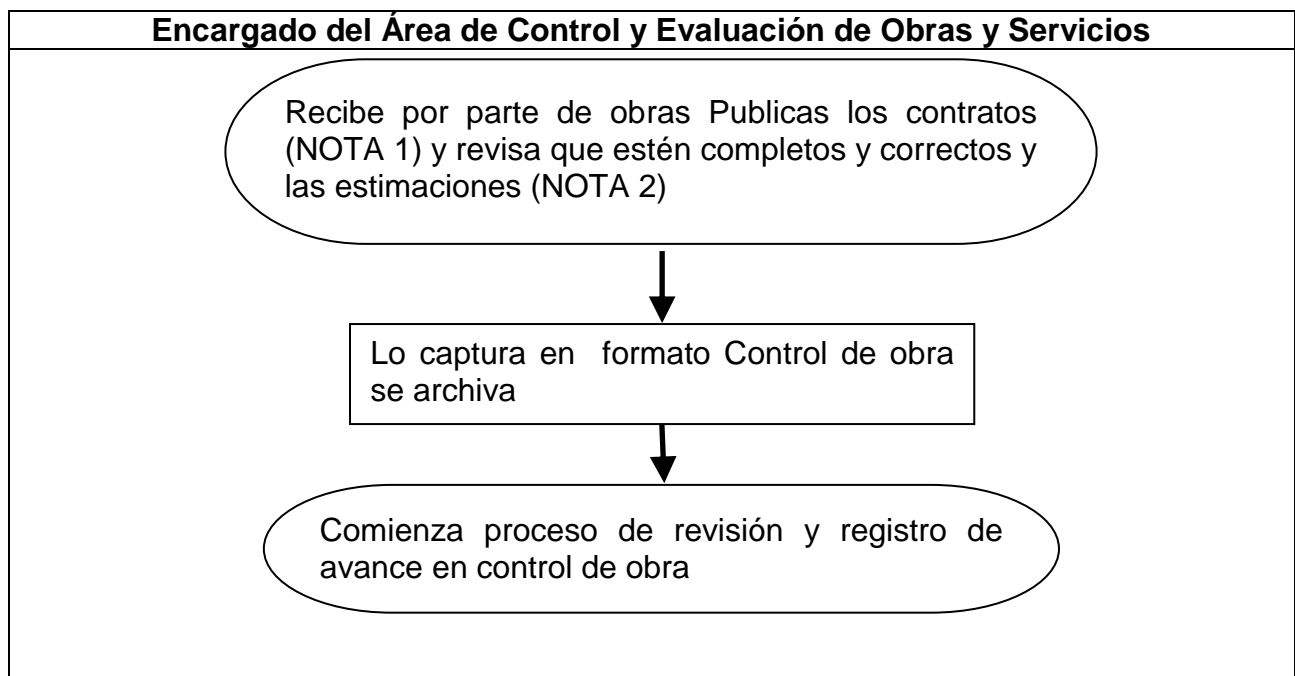 Encargado del Área de Control y Evaluación de Obras y Servicios
Recibe por parte de obras Publicas los contratos
(NOTA 1) y revisa que estén completos y correctos y
las estimaciones (NOTA 2)
Lo captura en formato Control de obra
se archiva
Comienza proceso de revisión y registro de
avance en control de obra